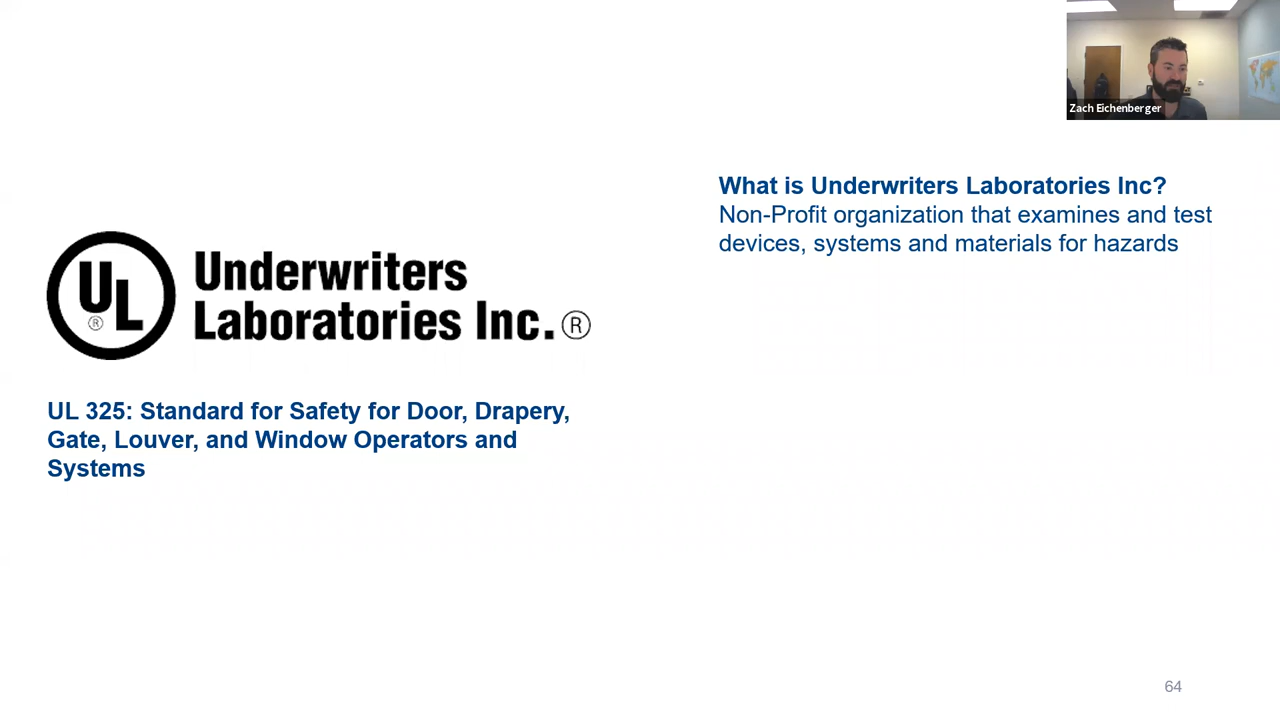 Zach Eichenberger
What is Underwriters Laboratories Inc?
Non-Profit organization that examines and test
devices, systems and materials for hazards
UL
®
Underwriters
Laboratories Inc.®
UL 325: Standard for Safety for Door, Drapery,
Gate, Louver, and Window Operators and
Systems
64